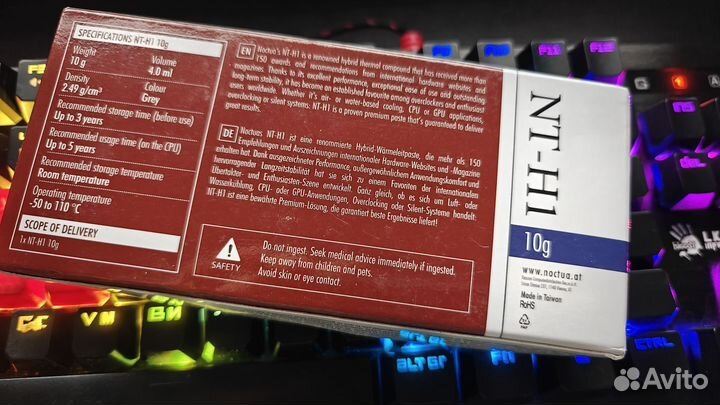 SPECIFICATIONS NT-H1 10g
Weight Volume
10 g 4.0 ml
Density Colour
2.49 g/cm³ Grey
Recommended storage time (before use)
Up to 3 years
Recommended usage time (on the CPU)
Up to 5 years
Recommended storage temperature
Room temperature
Operating temperature
-50 to 110 °C
SCOPE OF DELIVERY
1x NT-H1 10g
EN Noctua's NT-H1 is a renowned hybrid thermal compound that has received more than
150 awards and recommendations from international hardware websites and
magazines. Thanks to its excellent performance, exceptional ease of use and outstanding
long-term stability, it has become an established favourite among overclockers and enthusiast
users worldwide. Whether it's air- or water-based cooling, CPU or GPU applications,
overclocking or silent systems: NT-H1 is a proven premium paste that's guaranteed to deliver
great results.
DE Noctuas NT-H1 ist eine renommierte Hybrid-Wärmeleitpaste, die mehr als 150
Empfehlungen und Auszeichnungen internationaler Hardware-Websites und -Magazine
erhalten hat. Dank ausgezeichneter Performance, außergewöhnlichem Anwendungskomfort und
hervorragender Langzeitstabilität hat sie sich zu einem Favoriten der internationalen
Übertakter- und Enthusiasten-Szene entwickelt. Ganz gleich, ob es sich um Luft- oder
Wasserkühlung, CPU- oder GPU-Anwendungen, Overclocking oder Silent-Systeme handelt:
NT-H1 ist eine bewährte Premium-Lösung, die garantiert beste Ergebnisse liefert!
SAFETY
Do not ingest. Seek medical advice immediately if ingested.
Keep away from children and pets.
Avoid skin or eye contact.
NT-H1
10g
www.noctua.at
Made in Taiwan
RoHS
F11
F12
1
VM
ALTER
CTRL
bloody
Avito